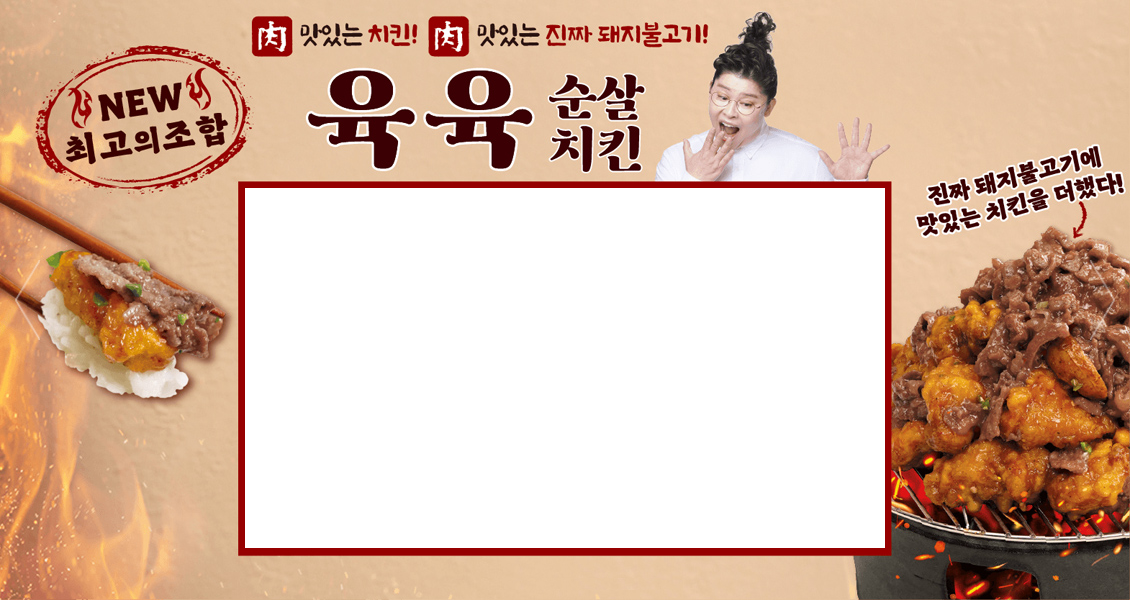 肉 맛있는 치킨! 肉 맛있는 진짜 돼지불고기!
육육 순살
치킨
NEW
최고의조합
진짜 돼지불고기에
맛있는 치킨을 더했다!